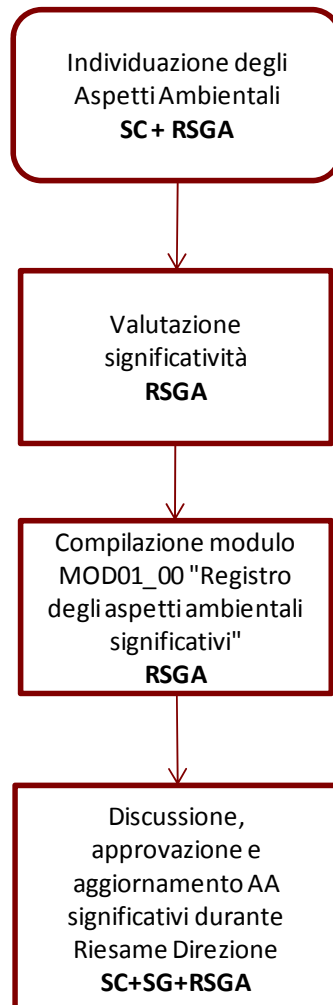 Individuazione degli
Aspetti Ambientali
SC + RSGA
Valutazione
significatività
RSGA
Compilazione modulo
MOD01_00 "Registro
degli aspetti ambientali
significativi"
RSGA
Discussione,
approvazione e
aggiornamento AA
significativi durante
Riesame Direzione
SC+SG+RSGA